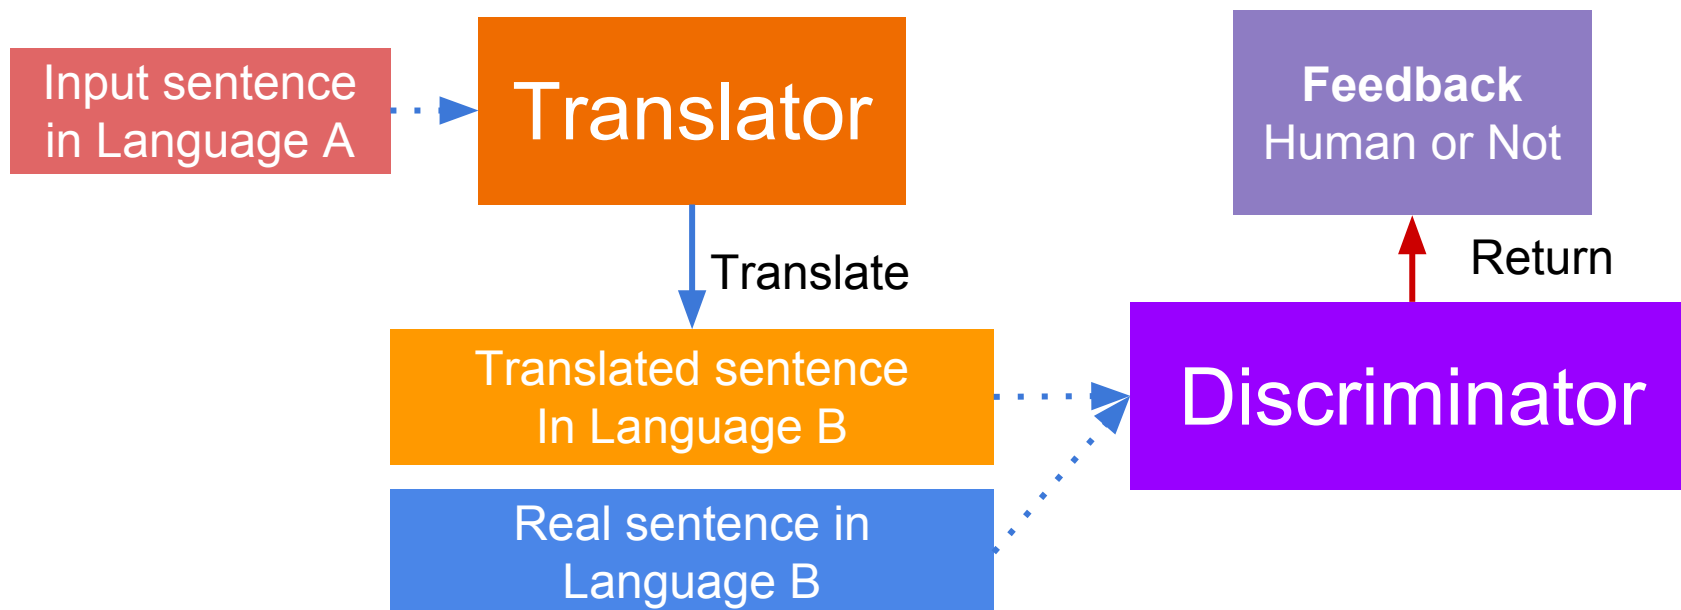 Input sentence
in Language A
Translator
Feedback
Human or Not
Translate
Return
Translated sentence
In Language B
Discriminator
Real sentence in
Language B